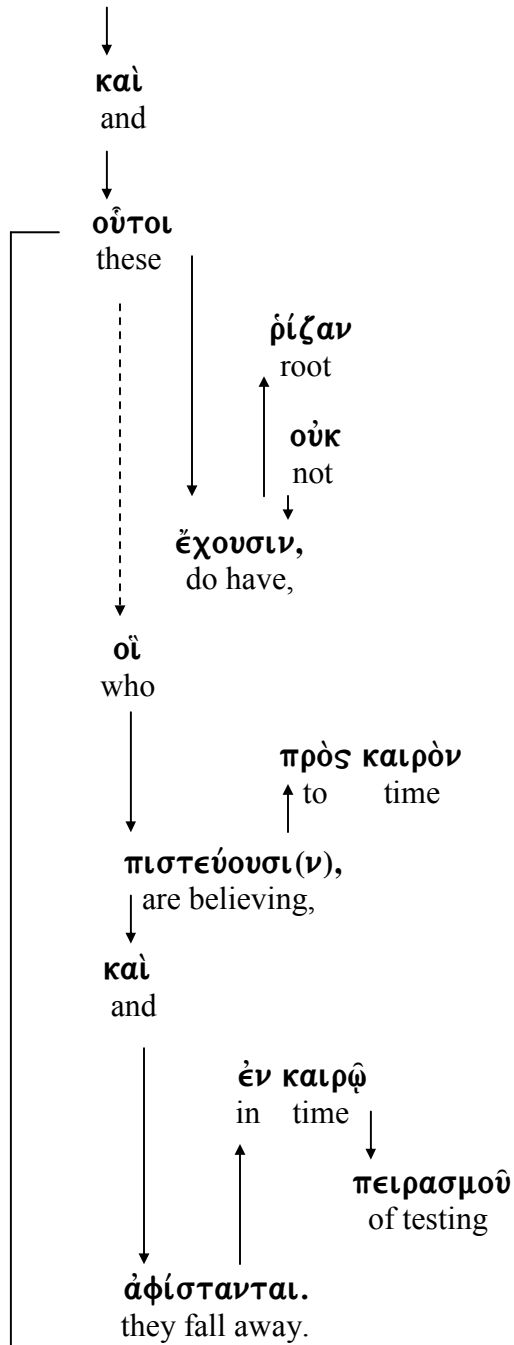 καὶ
and
οὗτοι
these
ῥίζαν
root
οὐκ
not
ἔχουσιν,
do have,
οἳ
who
πρὸς καιρὸν
to time
πιστεύουσι(ν),
are believing,
καὶ
and
ἐν καιρῷ
in time
πειρασμοῦ
of testing
ἀφίστανται.
they fall away.